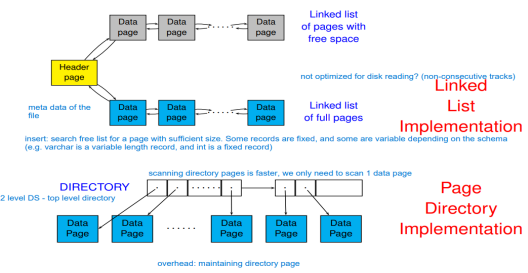 Data page
Data page
Data page
Linked list of pages with free space
Header page
not optimized for disk reading? (non-consecutive tracks)
Linked List Implementation
meta data of the file
Data page
Data page
Data page
Linked list of full pages
insert: search free list for a page with sufficient size. Some records are fixed, and some are variable depending on the schema
(e.g. varchar is a variable length record, and int is a fixed record)
scanning directory pages is faster, we only need to scan 1 data page
DIRECTORY
2 level DS - top level directory
Page Directory Implementation
Data Page
Data Page
Data Page
Data Page
Data Page
overhead: maintaining directory page